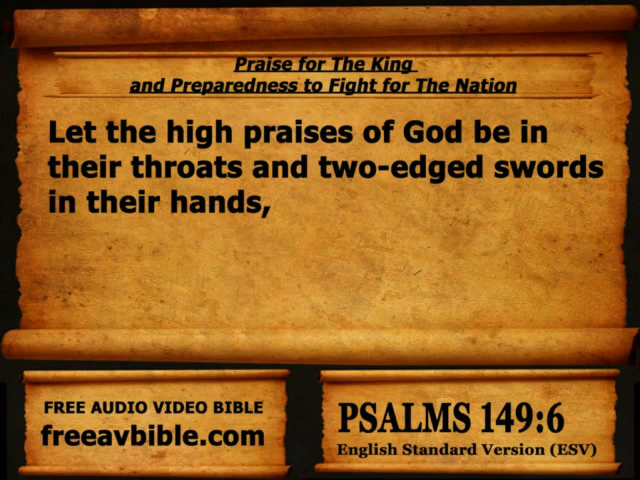 Praise for The King
and Preparedness to Fight for The Nation
Let the high praises of God be in
their throats and two-edged swords
in their hands,
FREE AUDIO VIDEO BIBLE
freeavbible.com
PSALMS 149:6
English Standard Version (ESV)